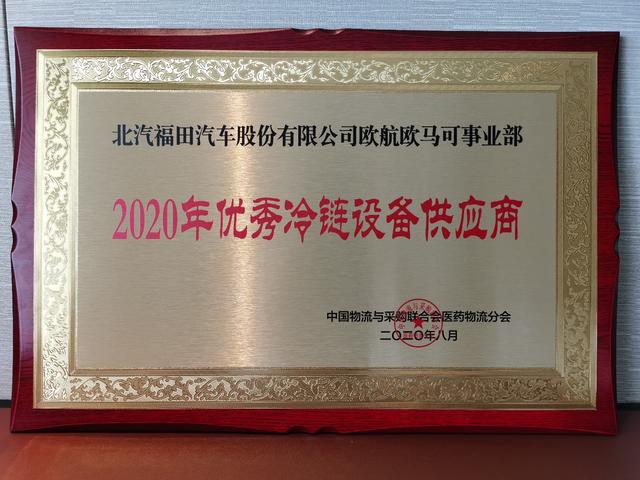 北汽福田汽车股份有限公司欧航欧马可事业部
2020年优秀冷链设备供应商
中国物流与采购联合会医药物流分会
二〇二〇年八月